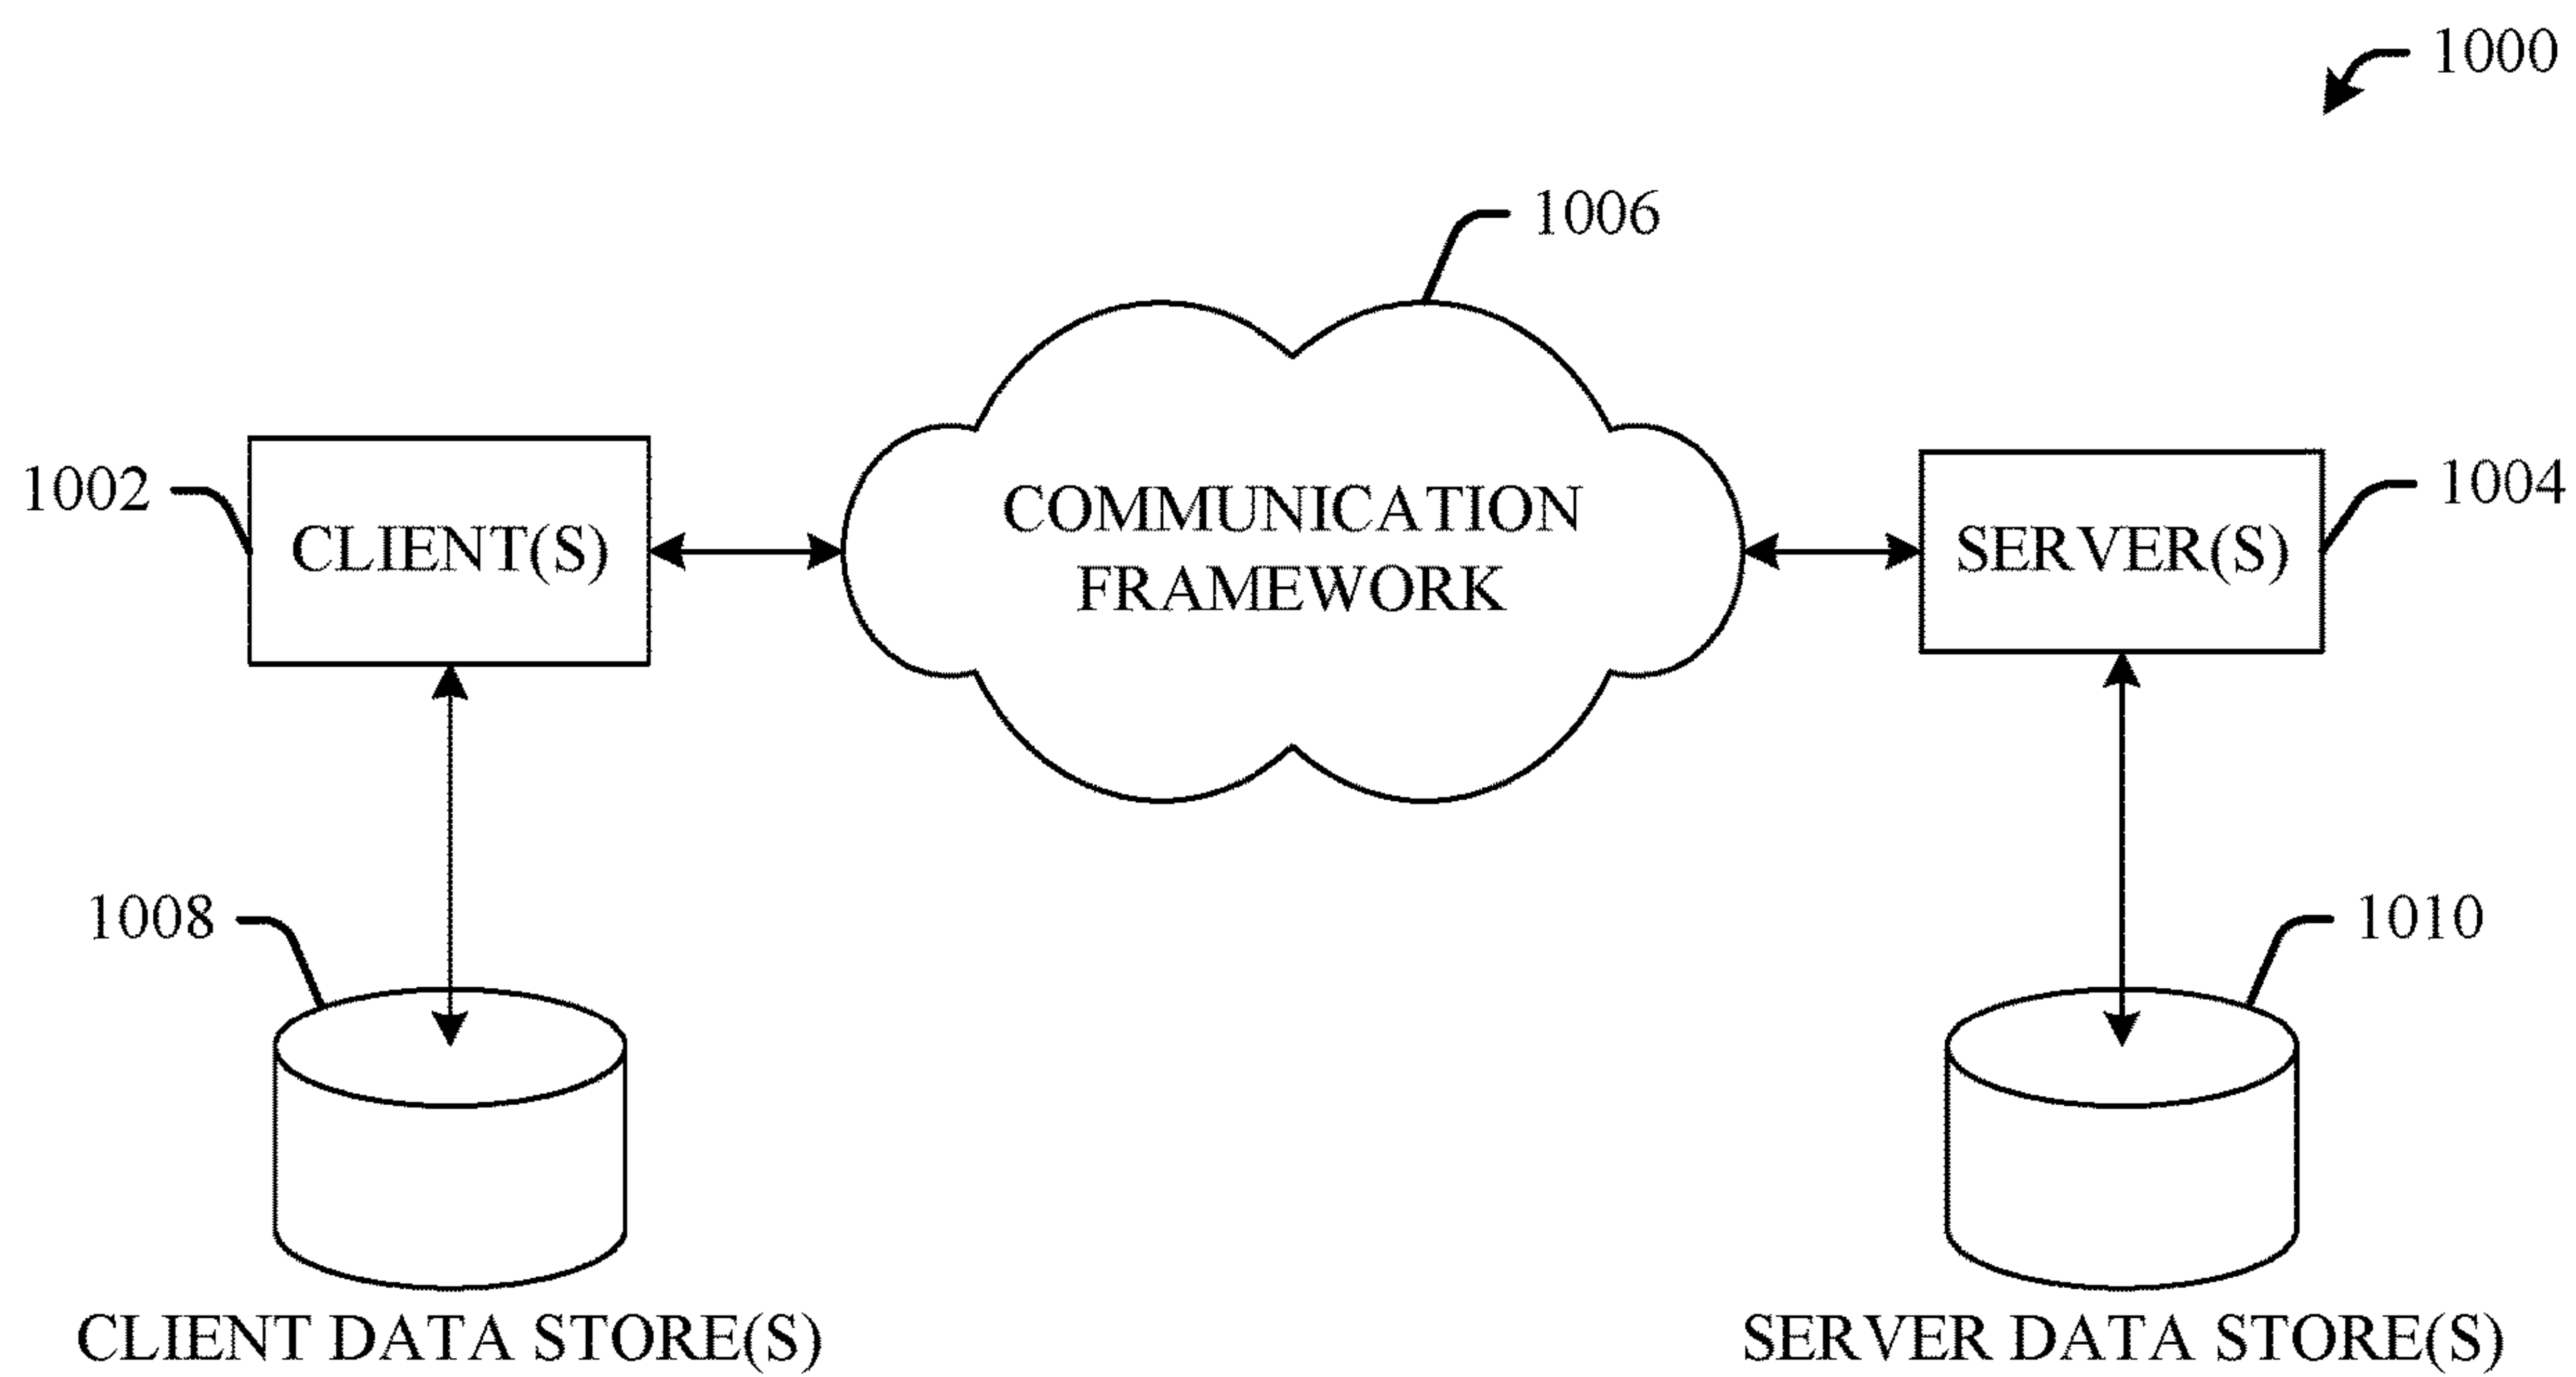 1000
1006
1002
CLIENT(S)
COMMUNICATION
FRAMEWORK
SERVER(S)
1004
1008
1010
CLIENT DATA STORE(S)
SERVER DATA STORE(S)